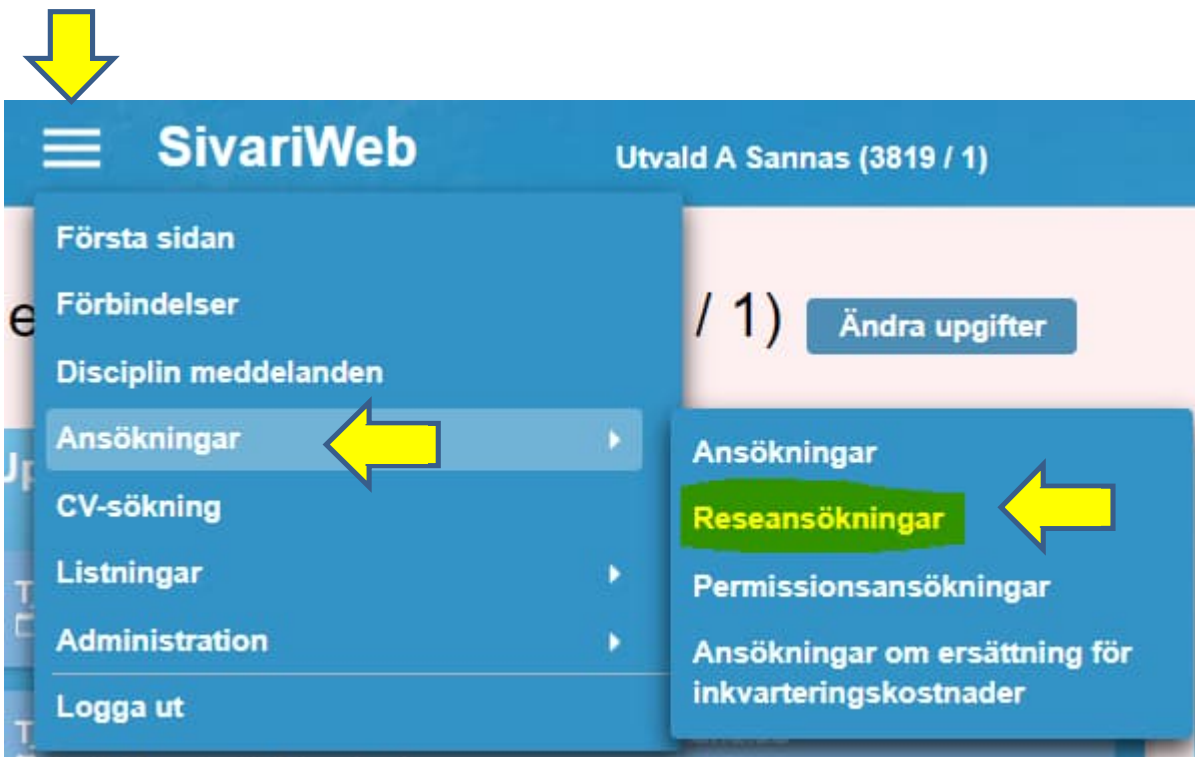 SivariWeb
Utvald A Sannas (3819 / 1)
Första sidan
Förbindelser
Disciplin meddelanden
Ansökningar
CV-sökning
Listningar
Administration
Logga ut
e
/ 1)
Ändra upgifter
Ansökningar
Reseansökningar
Permissionsansökningar
Ansökningar om ersättning för
inkvarteringskostnader